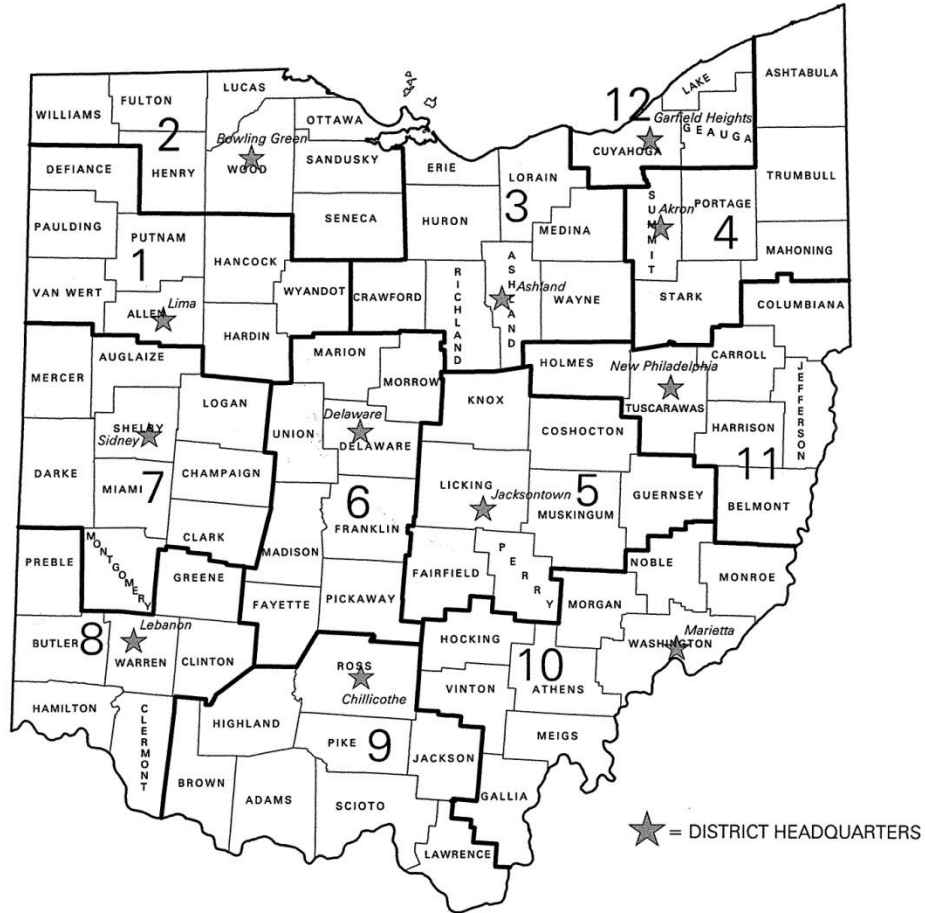 LAKE
ASHTABULA
LUCAS
FULTON
WILLIAMS
2
12
Garfield Heights
GEAUGA
OTTAWA
Bowling Green
CUYAHOGA
SANDUSKY
WOOD
HENRY
DEFIANCE
ERIE
LORAIN
TRUMBULL
3
SUMMIT
PORTAGE
Akron
4
SENECA
HURON
MEDINA
PAULDING
PUTNAM
1
HANCOCK
MAHONING
RICHLAND
ASHLAND
Ashland
VAN WERT
WYANDOT
CRAWFORD
WAYNE
STARK
Lima
ALLEN
COLUMBIANA
HARDIN
MARION
AUGLAIZE
HOLMES
CARROLL
New Philadelphia
JEFFERSON
MERCER
MORROW
KNOX
TUSCARAWAS
LOGAN
Delaware
SHELBY
Sidney
UNION
DELAWARE
COSHOCTON
HARRISON
11
DARKE
CHAMPAIGN
MIAMI
7
6
LICKING
Jacksontown
5
MUSKINGUM
GUERNSEY
BELMONT
FRANKLIN
CLARK
MADISON
MONTGOMERY
PREBLE
GREENE
FAIRFIELD
PERRY
NOBLE
MONROE
FAYETTE
PICKAWAY
MORGAN
Lebanon
Marietta
BUTLER
8
WARREN
CLINTON
HOCKING
WASHINGTON
ROSS
Chillicothe
10
ATHENS
VINTON
HAMILTON
CLERMONT
HIGHLAND
PIKE
9
MEIGS
JACKSON
BROWN
ADAMS
SCIOTO
GALLIA
LAWRENCE
= DISTRICT HEADQUARTERS